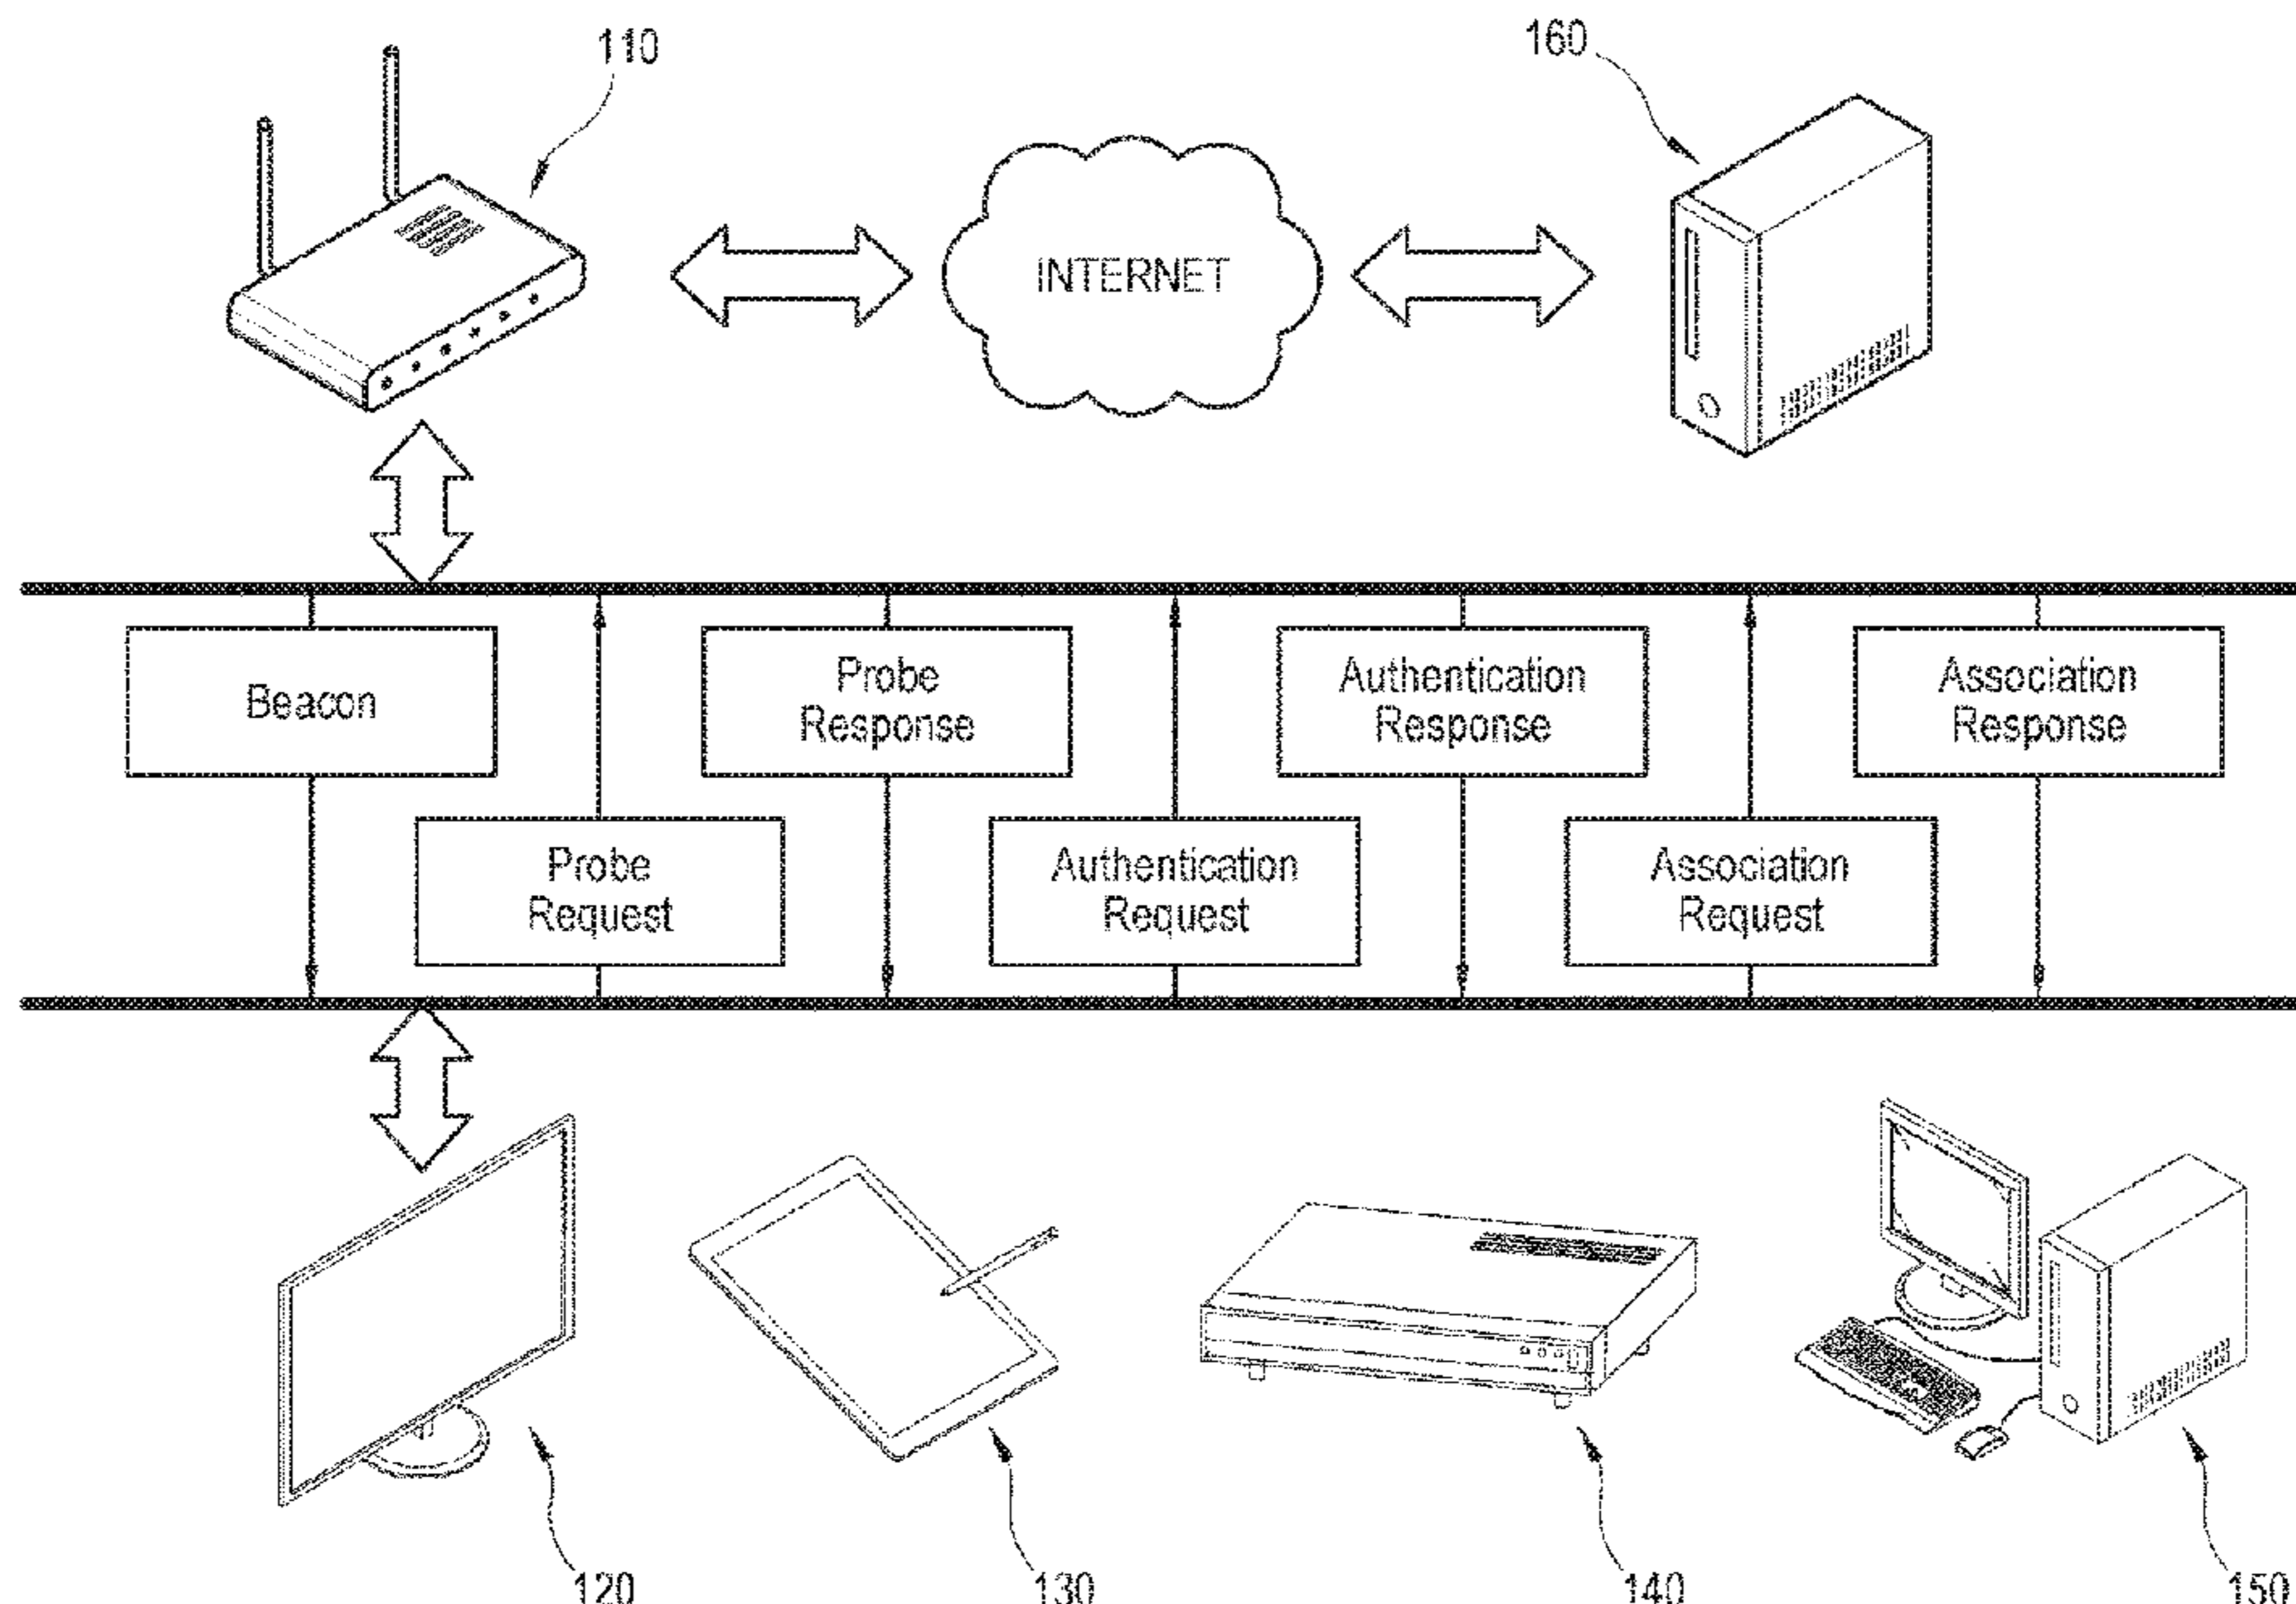 110
160
INTERNET
Beacon
Probe
Response
Authentication
Response
Association
Response
Probe
Request
Authentication
Request
Association
Request
120
130
140
150